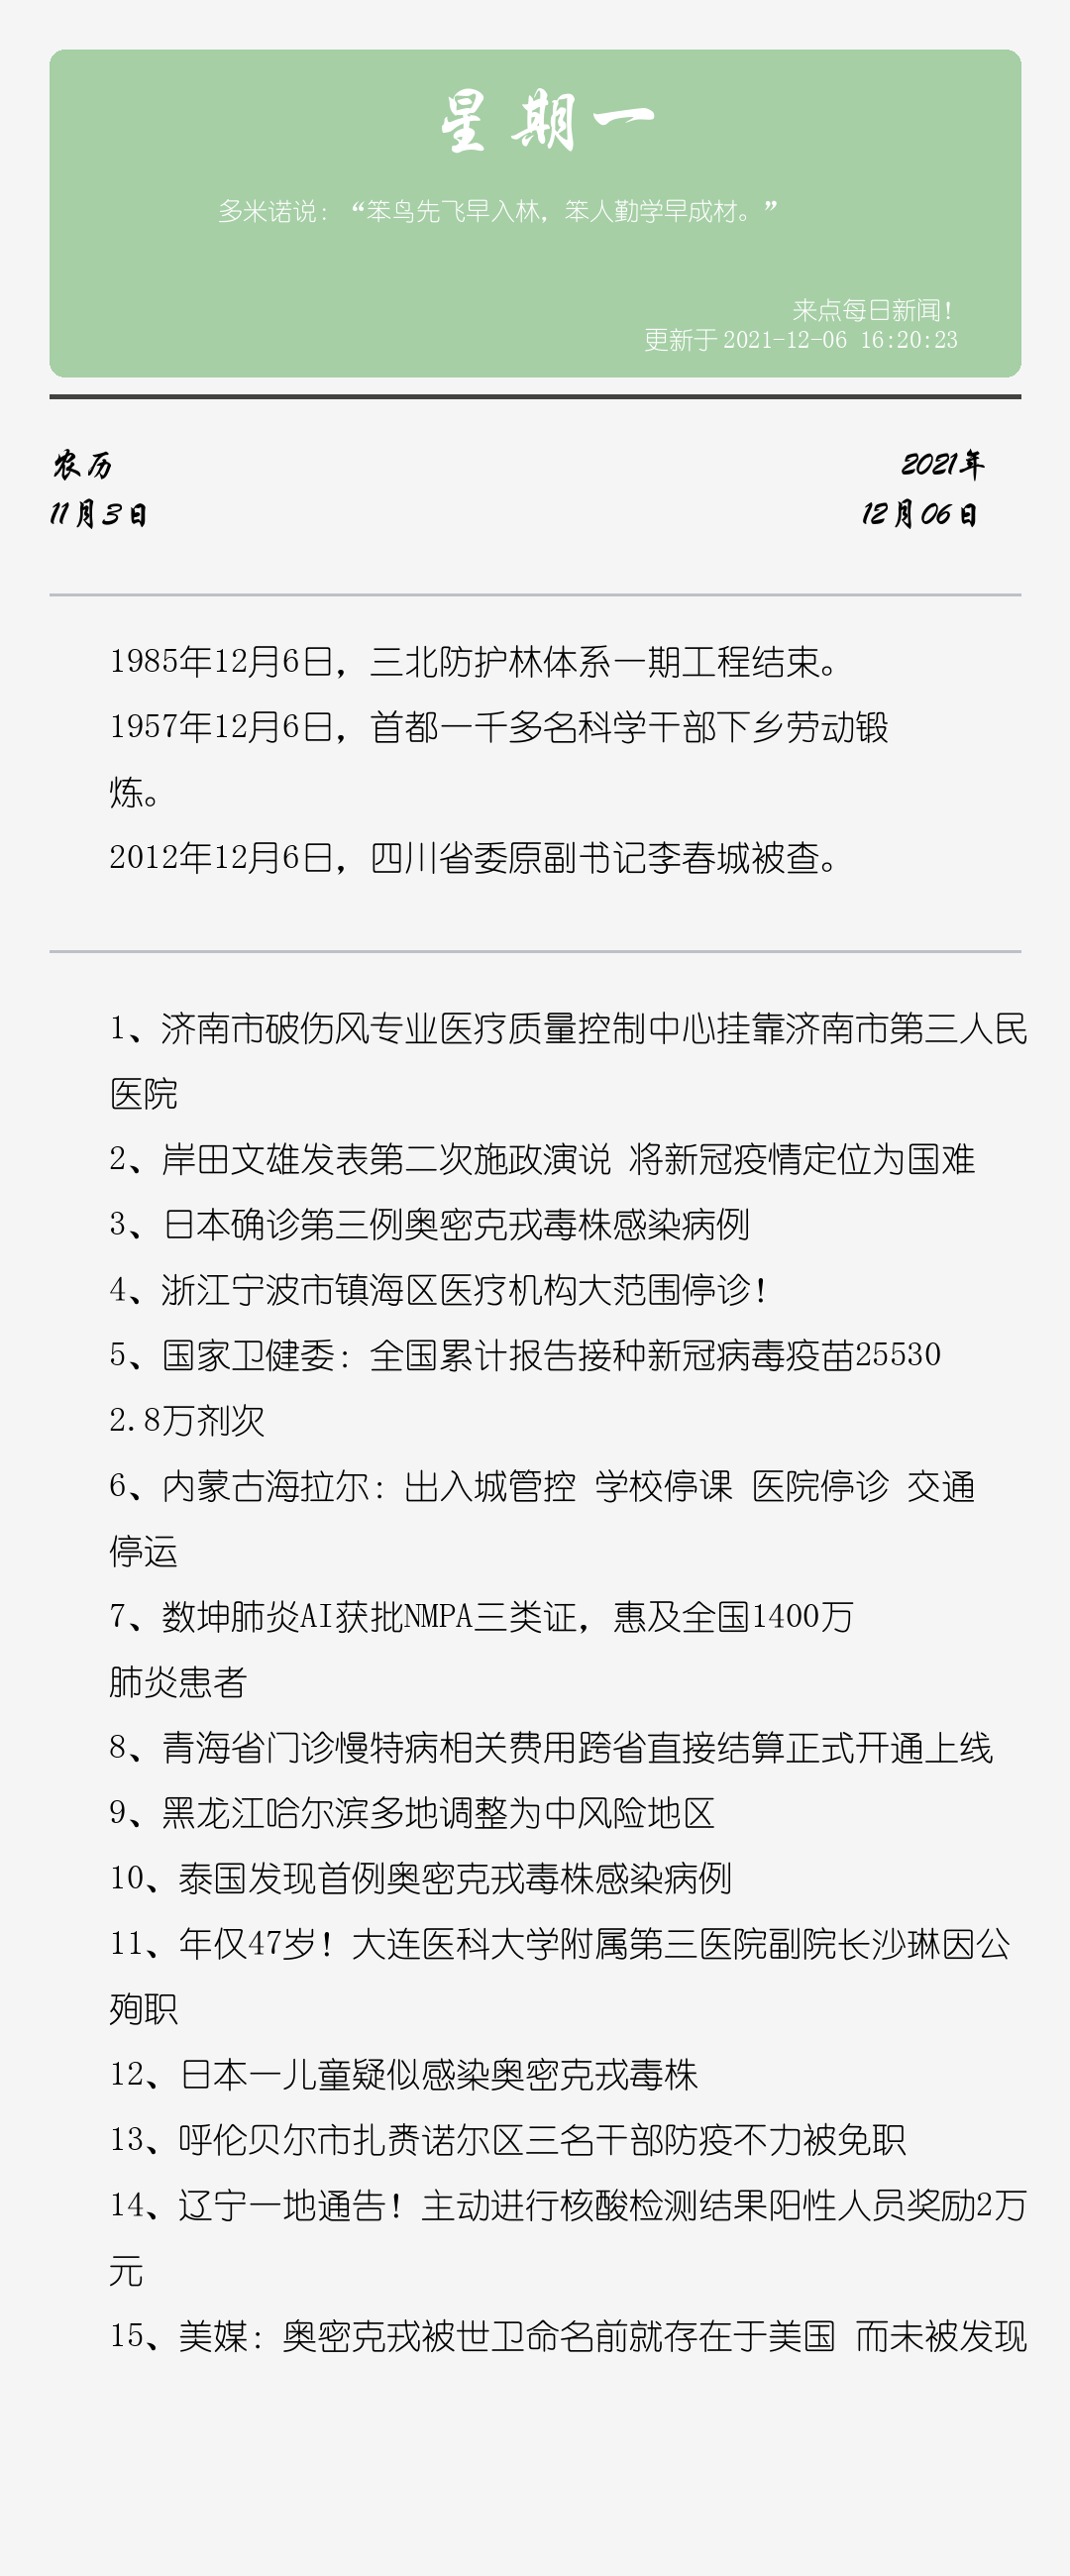 星期一
多米诺说：“笨鸟先飞早入林，笨人勤学早成材。”
来点每日新闻！
更新于 2021-12-06 16:20:23
农历
2021年
11月3日
12月06日
1985年12月6日，三北防护林体系一期工程结束。
1957年12月6日，首都一千多名科学干部下乡劳动锻
炼。
2012年12月6日，四川省委原副书记李春城被查。
1、济南市破伤风专业医疗质量控制中心挂靠济南市第三人民
医院
2、岸田文雄发表第二次施政演说 将新冠疫情定位为国难
3、日本确诊第三例奥密克戎毒株感染病例
4、浙江宁波市镇海区医疗机构大范围停诊！
5、国家卫健委：全国累计报告接种新冠病毒疫苗25530
2.8万剂次
6、内蒙古海拉尔：出入城管控 学校停课 医院停诊 交通
停运
7、数坤肺炎AI获批NMPA三类证，惠及全国1400万
肺炎患者
8、青海省门诊慢特病相关费用跨省直接结算正式开通上线
9、黑龙江哈尔滨多地调整为中风险地区
10、泰国发现首例奥密克戎毒株感染病例
11、年仅47岁！大连医科大学附属第三医院副院长沙琳因公
殉职
12、日本一儿童疑似感染奥密克戎毒株
13、呼伦贝尔市扎赉诺尔区三名干部防疫不力被免职
14、辽宁一地通告！主动进行核酸检测结果阳性人员奖励2万
元
15、美媒：奥密克戎被世卫命名前就存在于美国 而未被发现